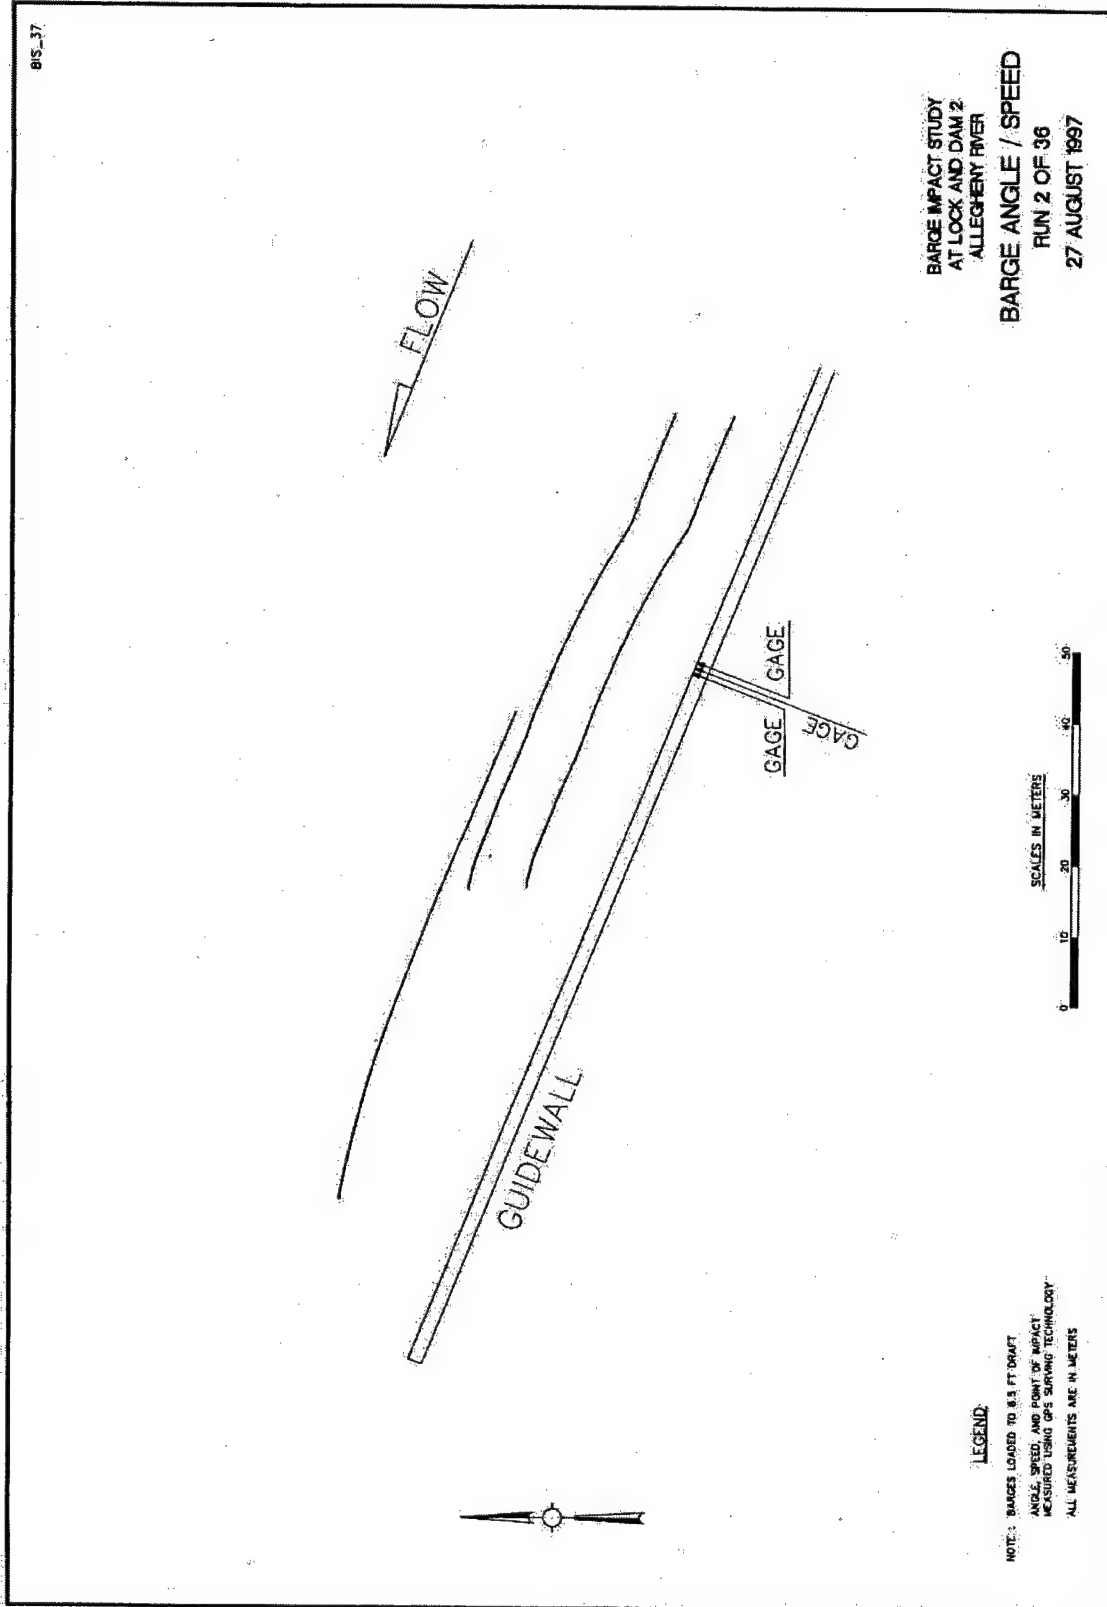 BIS_37
FLOW
GUIDEWALL
GAGE
GAGE
GAGE
BARGE IMPACT STUDY
AT LOCK AND DAM 2
ALLEGHENY RIVER
BARGE ANGLE / SPEED
RUN 2 OF 36
27 AUGUST 1997
SCALES IN METERS
0 10 20 30 40 50
LEGEND
NOTE: BARGES LOADED TO 8.5 FT DRAFT
ANGLE, SPEED, AND POINT OF IMPACT
MEASURED USING GPS SURVING TECHNOLOGY
ALL MEASUREMENTS ARE IN METERS